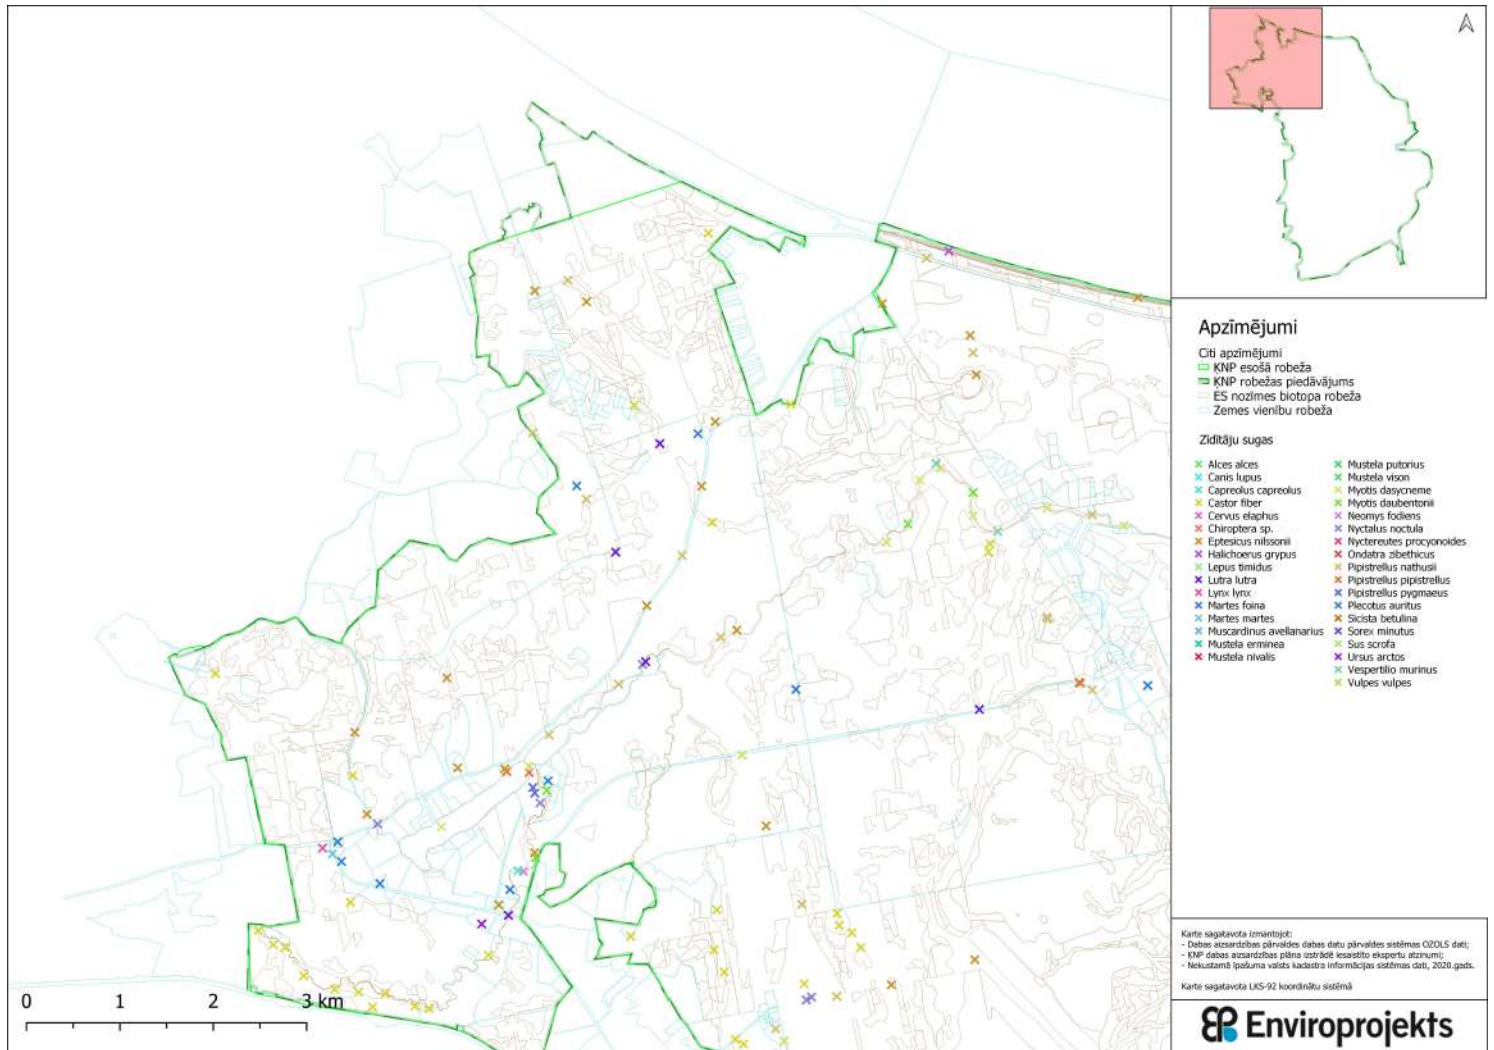 Apzīmējumi
Citi apzīmējumi
ĶNP esošā robeža
ĶNP robežas piedāvājums
ES nozīmes biotopa robeža
Zemes vienību robeža
Zīdītāju sugas
Alces alces
Canis lupus
Capreolus capreolus
Castor fiber
Cervus elaphus
Chiroptera sp.
Eptesicus nilssonii
Halichoerus grypus
Lepus timidus
Lutra lutra
Lynx lynx
Martes foina
Martes martes
Muscardinus avellanarius
Mustela erminea
Mustela nivalis
Mustela putorius
Mustela vison
Myotis dasycneme
Myotis daubentonii
Neomys fodiens
Nyctalus noctula
Nyctereutes procyonoides
Ondatra zibethicus
Pipistrellus nathusii
Pipistrellus pipistrellus
Pipistrellus pygmaeus
Plecotus auritus
Sicista betulina
Sorex minutus
Sus scrofa
Ursus arctos
Vespertilio murinus
Vulpes vulpes
0 1 2 3 km
Karte sagatavota izmantojot:
- Dabas aizsardzības pārvaldes dabas datu pārvaldes sistēmas OZOLS dati;
- ĶNP dabas aizsardzības plāna izstrādē iesaistīto ekspertu atzinumi;
- Nekustamā īpašuma valsts kadastra informācijas sistēmas dati, 2020.gads.
Karte sagatavota LKS-92 koordinātu sistēmā
Enviroprojekts